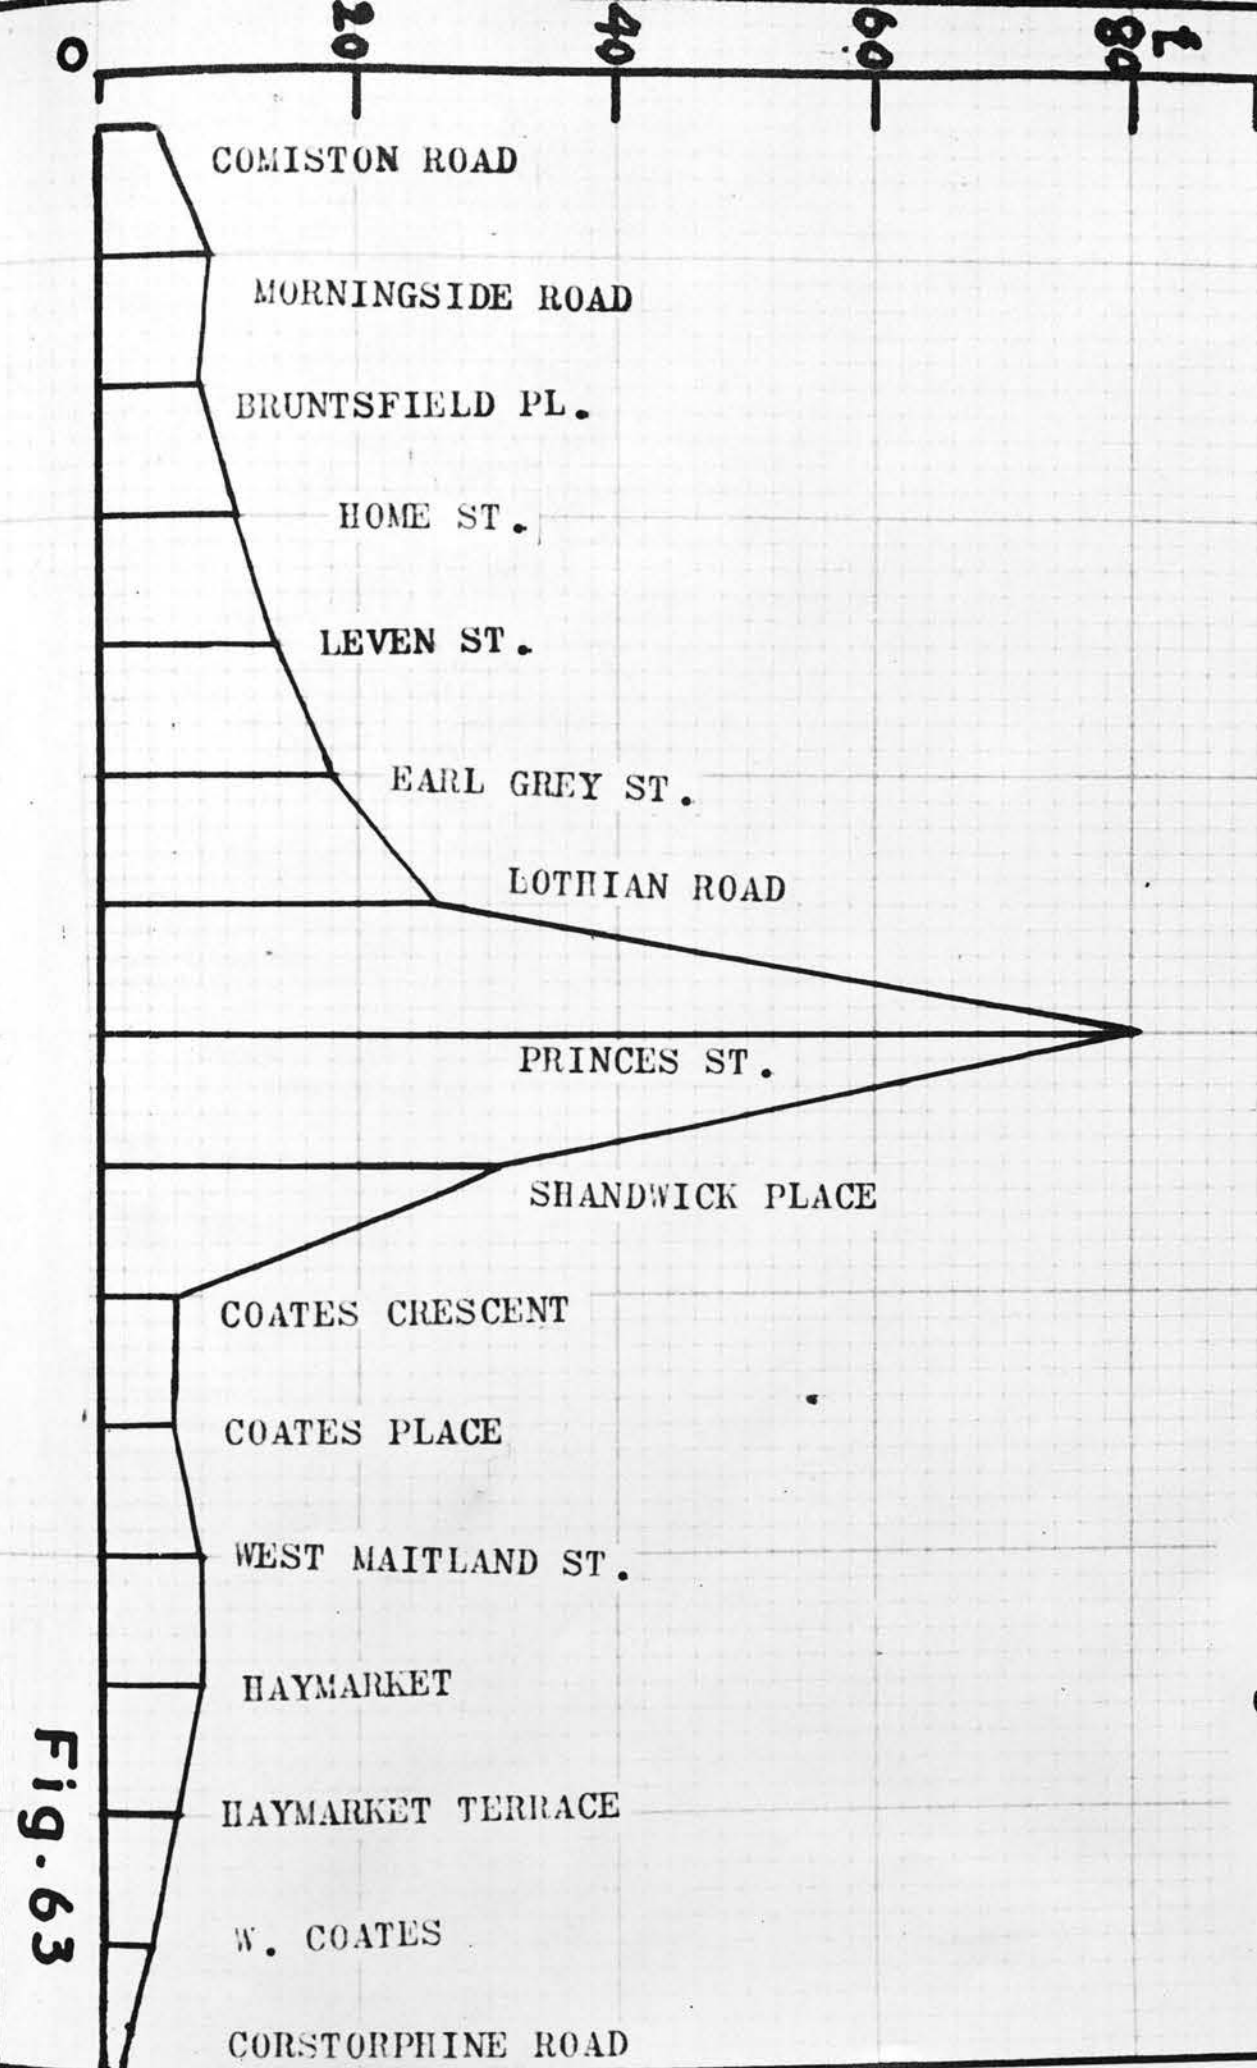 0 20 40 60 80 £
COMISTON ROAD
MORNINGSIDE ROAD
BRUNTSFIELD PL.
HOME ST.
LEVEN ST.
EARL GREY ST.
LOTHIAN ROAD
PRINCES ST.
SHANDWICK PLACE
COATES CRESCENT
COATES PLACE
WEST MAITLAND ST.
HAYMARKET
HAYMARKET TERRACE
W. COATES
CORSTORPHINE ROAD
Fig. 63